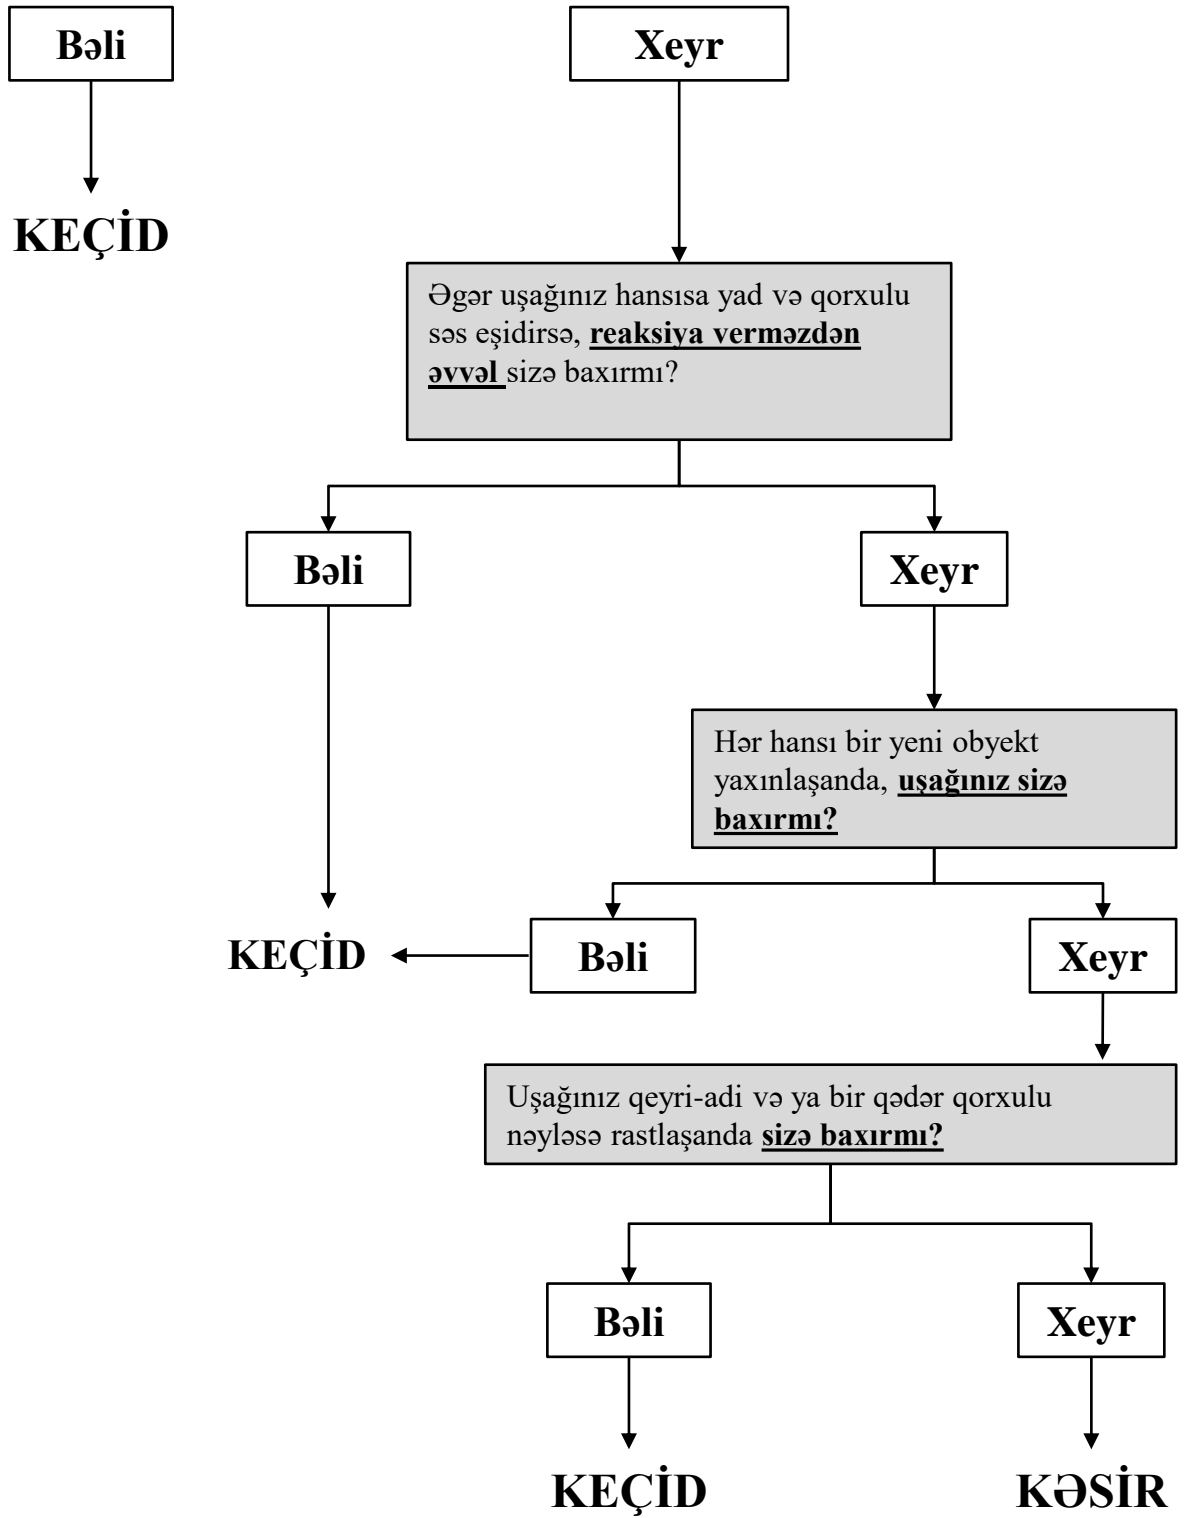 Bəli
Xeyr
KEÇİD
Əgər uşağınız hansısa yad və qorxulu
səs eşidirsə, reaksiya verməzdən
əvvəl sizə baxırmı?
Bəli
Xeyr
Hər hansı bir yeni obyekt
yaxınlaşanda, uşağınız sizə
baxırmı?
KEÇİD
Bəli
Xeyr
Uşağınız qeyri-adi və ya bir qədər qorxulu
nəyləsə rastlaşanda sizə baxırmı?
Bəli
Xeyr
KEÇİD
KƏSİR